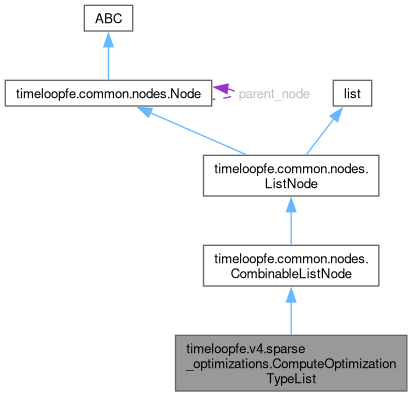 ABC
timeloopfe.common.nodes.Node
parent_node
list
timeloopfe.common.nodes.
ListNode
timeloopfe.common.nodes.
CombinableListNode
timeloopfe.v4.sparse
_optimizations.ComputeOptimization
TypeList